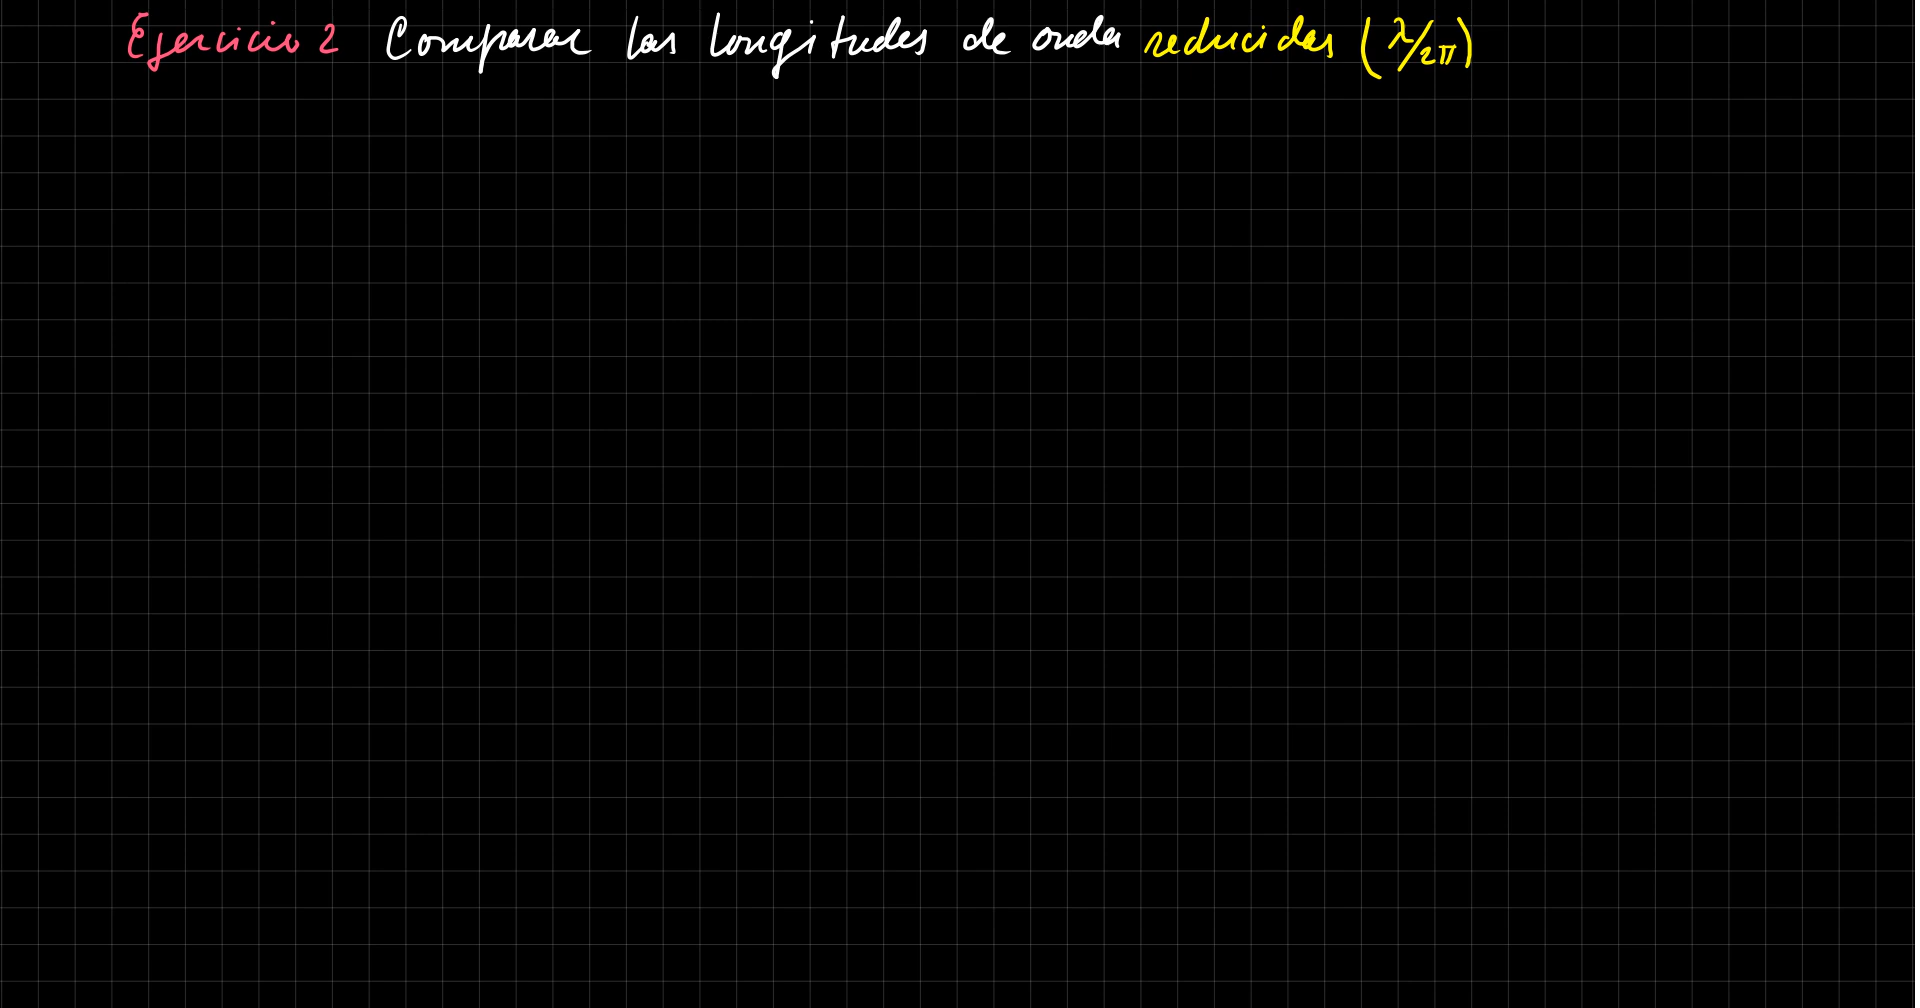 Ejercicio 2 Comparar las longitudes de onda reducidas (λ/2π)